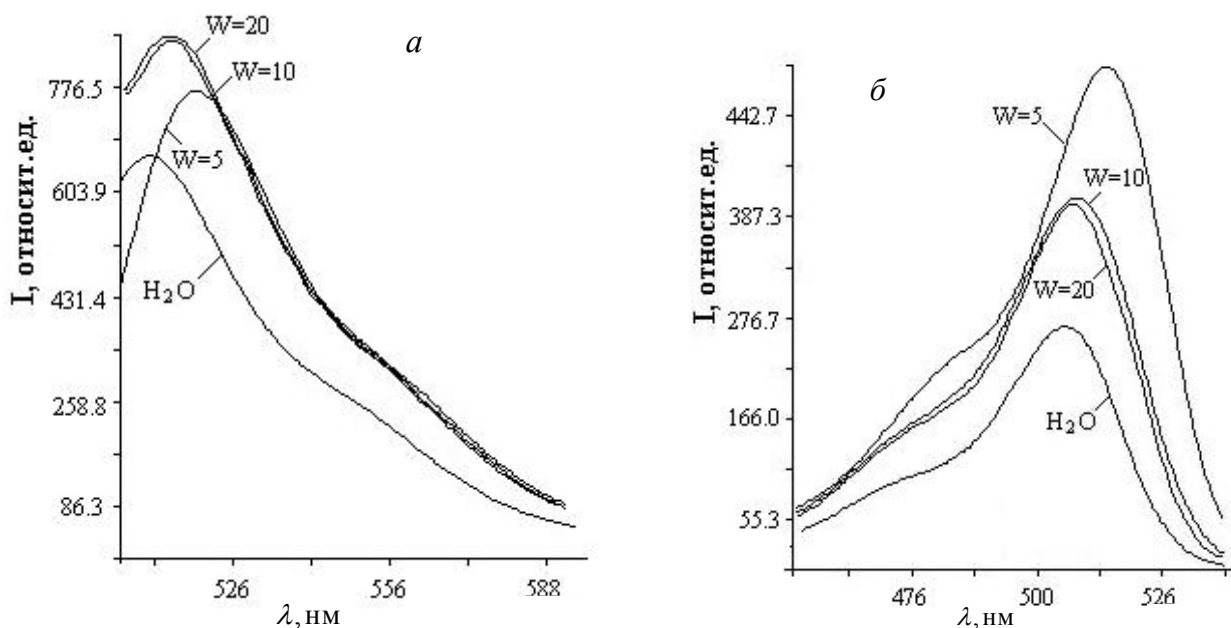 а
I, относит.ед.
776.5
603.9
431.4
258.8
86.3
W=20
W=10
W=5
H₂O
526
556
588
λ, нм
б
I, относит.ед.
442.7
387.3
276.7
166.0
55.3
W=5
W=10
W=20
H₂O
476
500
526
λ, нм